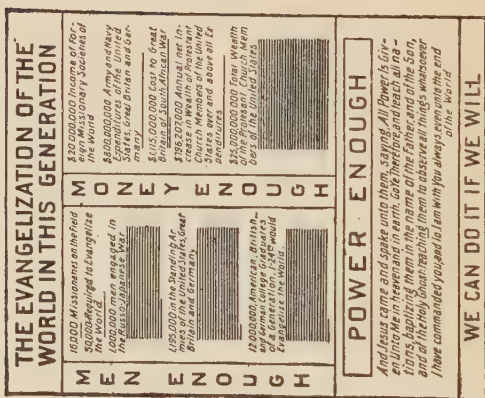 THE EVANGELIZATION OF THE
WORLD IN THIS GENERATION
MEN ENOUGH
16,000 Missionaries on the Field
50,000 Required to Evangelize
the World.
1,000,000 men engaged in
the Russo-Japanese War
1,195,000 in the Standing Ar
mies of the United States, Great
Britain and Germany
12,000,000 American, British
and German College Graduates
of a Generation. 1-24th would
Evangelize the World.
MONEY ENOUGH
$20,000,000 Income of For-
eign Missionary Societies of
the World
$800,000,000 Army and Navy
Expenditures of the United
States, Great Britian and Ger-
many
$1,115,000,000 Cost to Great
Britain of South African War
$796,207,000 Annual net In-
crease in Wealth of Protestant
Church Members of the United
States over and above all Ex
penditures
$25,000,000,000 Total Wealth
of the Protestant Church Mem
bers of the United States
POWER ENOUGH
And Jesus came and spake unto them, saying, All Power is Giv-
en Unto Me in heaven and in earth. Go ye therefore, and teach all na-
tions, baptizing them in the name of the Father, and of the Son,
and of the Holy Ghost: teaching them to observe all things whatsoever
I have commanded you, and lo I am with you always, even unto the end
of the World
WE CAN DO IT IF WE WILL